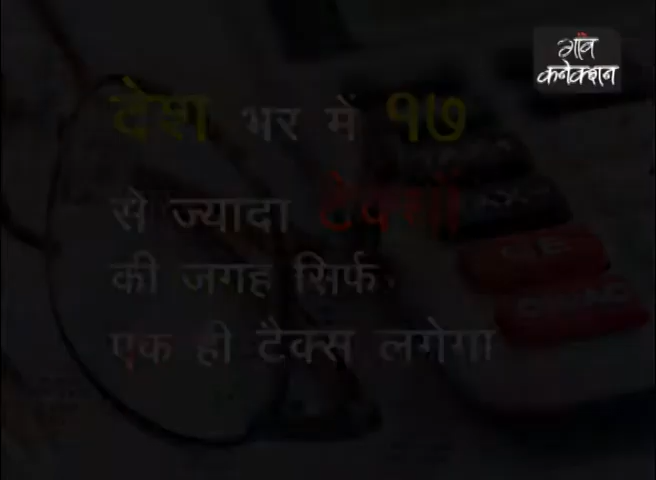 गाँव
कनेक्शन
देश भर में १७
से ज्यादा टैक्सों
की जगह सिर्फ
एक ही टैक्स लगेगा